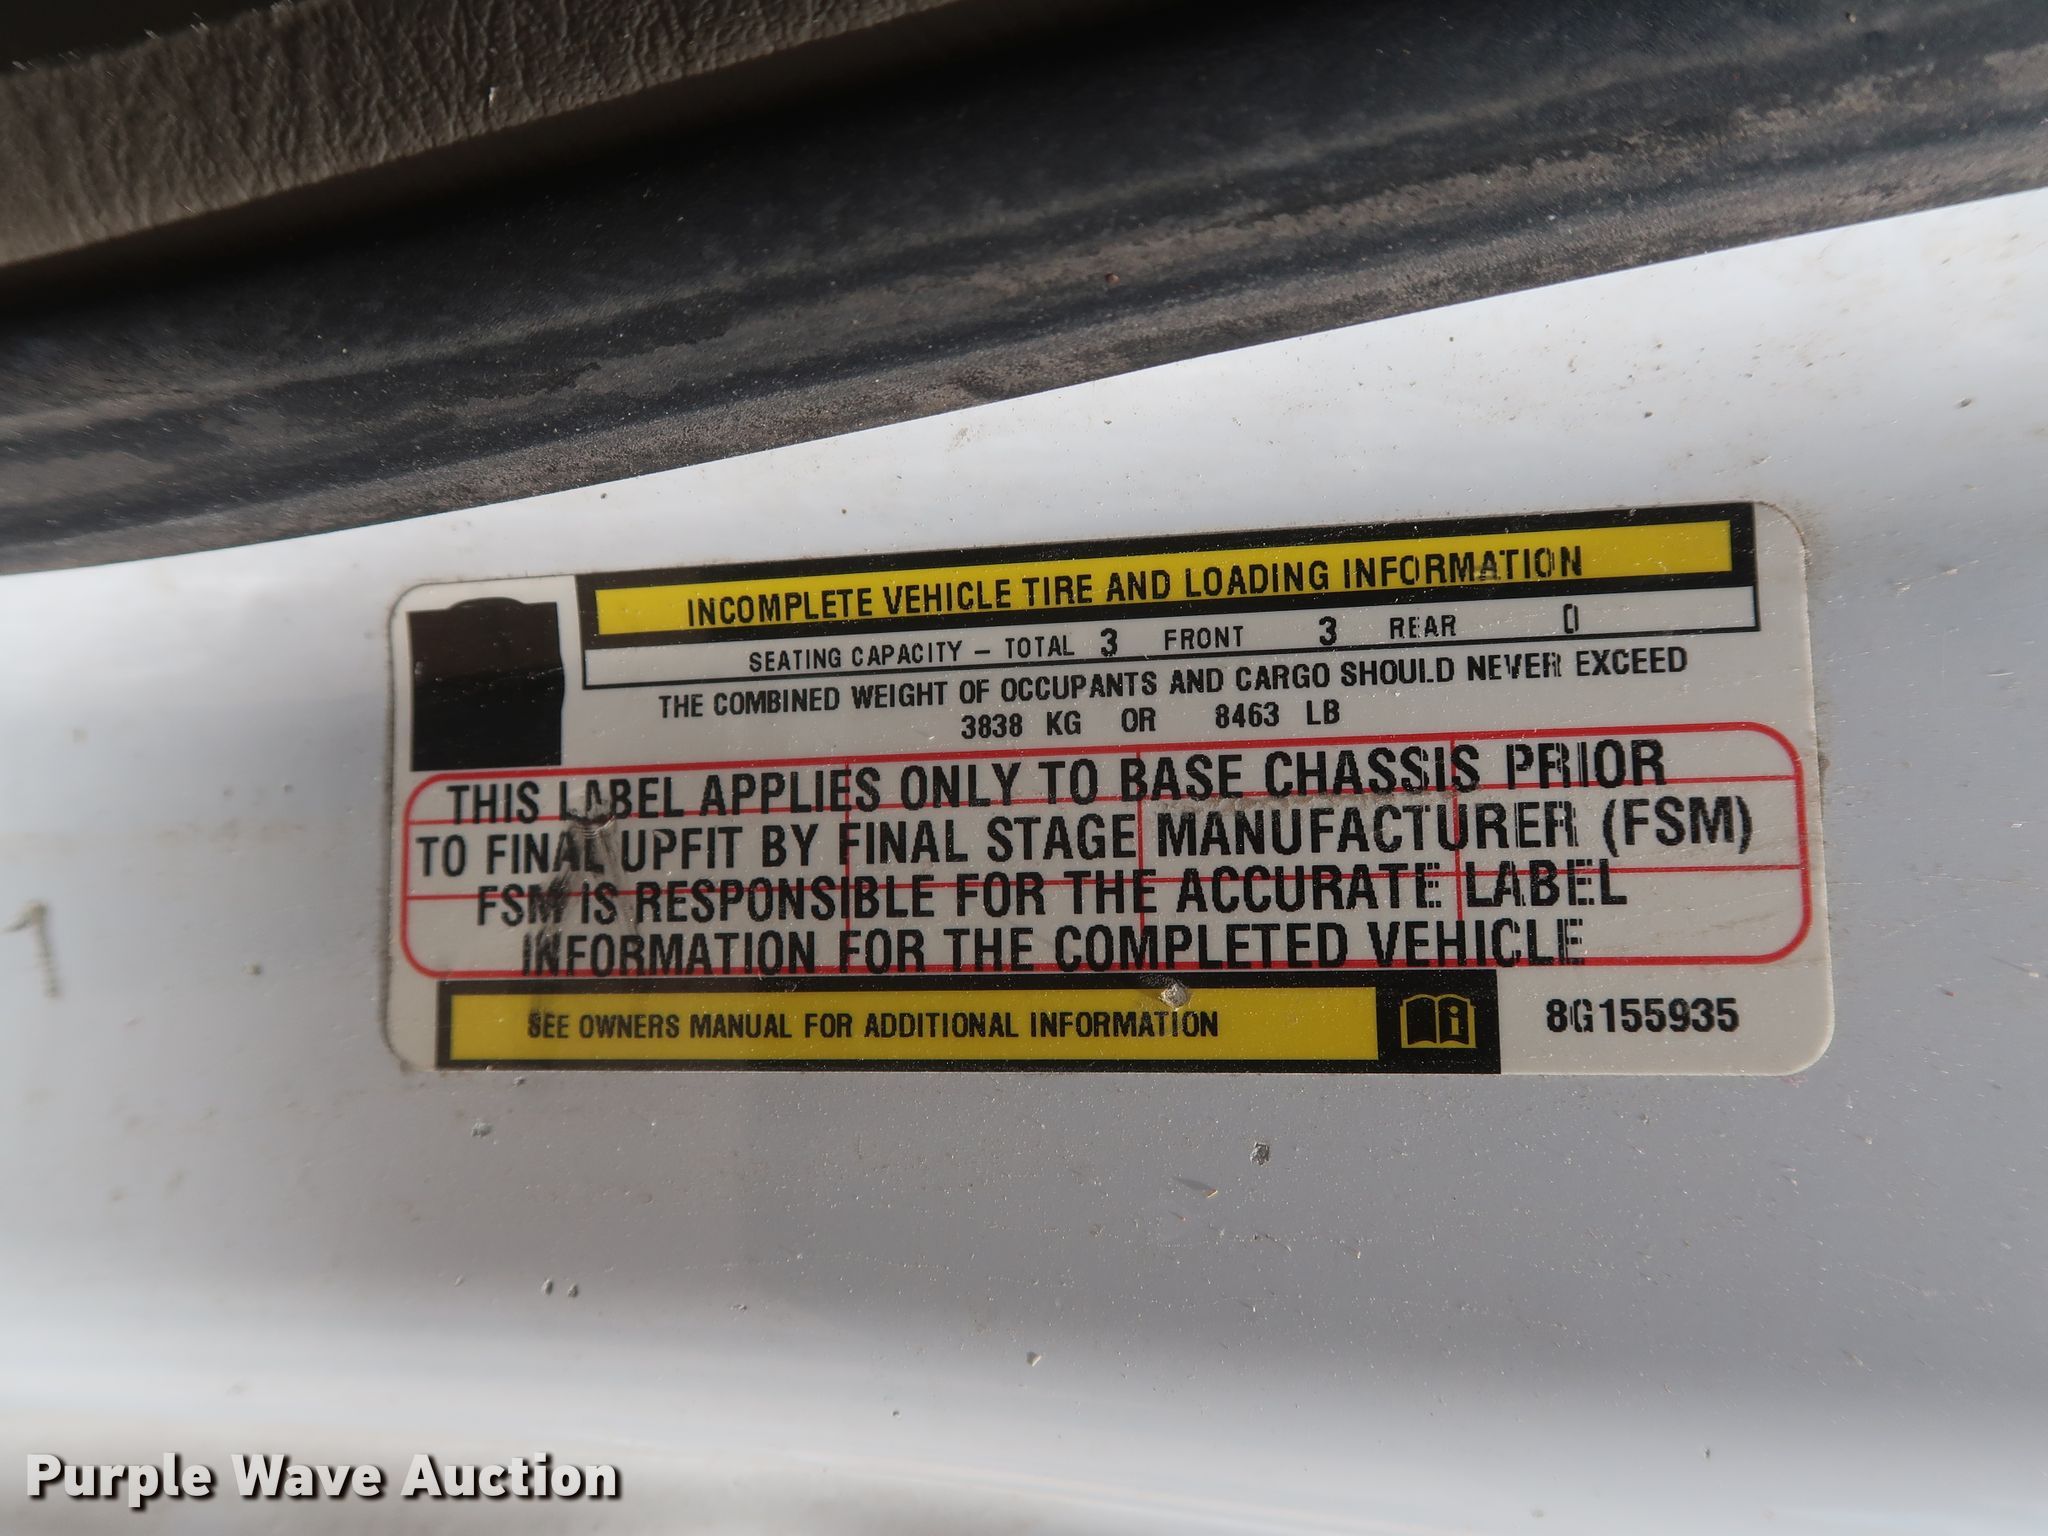 INCOMPLETE VEHICLE TIRE AND LOADING INFORMATION
SEATING CAPACITY – TOTAL 3 FRONT 3 REAR 0
THE COMBINED WEIGHT OF OCCUPANTS AND CARGO SHOULD NEVER EXCEED
3838 KG OR 8463 LB
THIS LABEL APPLIES ONLY TO BASE CHASSIS PRIOR
TO FINAL UPFIT BY FINAL STAGE MANUFACTURER (FSM)
FSM IS RESPONSIBLE FOR THE ACCURATE LABEL
INFORMATION FOR THE COMPLETED VEHICLE
SEE OWNERS MANUAL FOR ADDITIONAL INFORMATION
8G155935
Purple Wave Auction